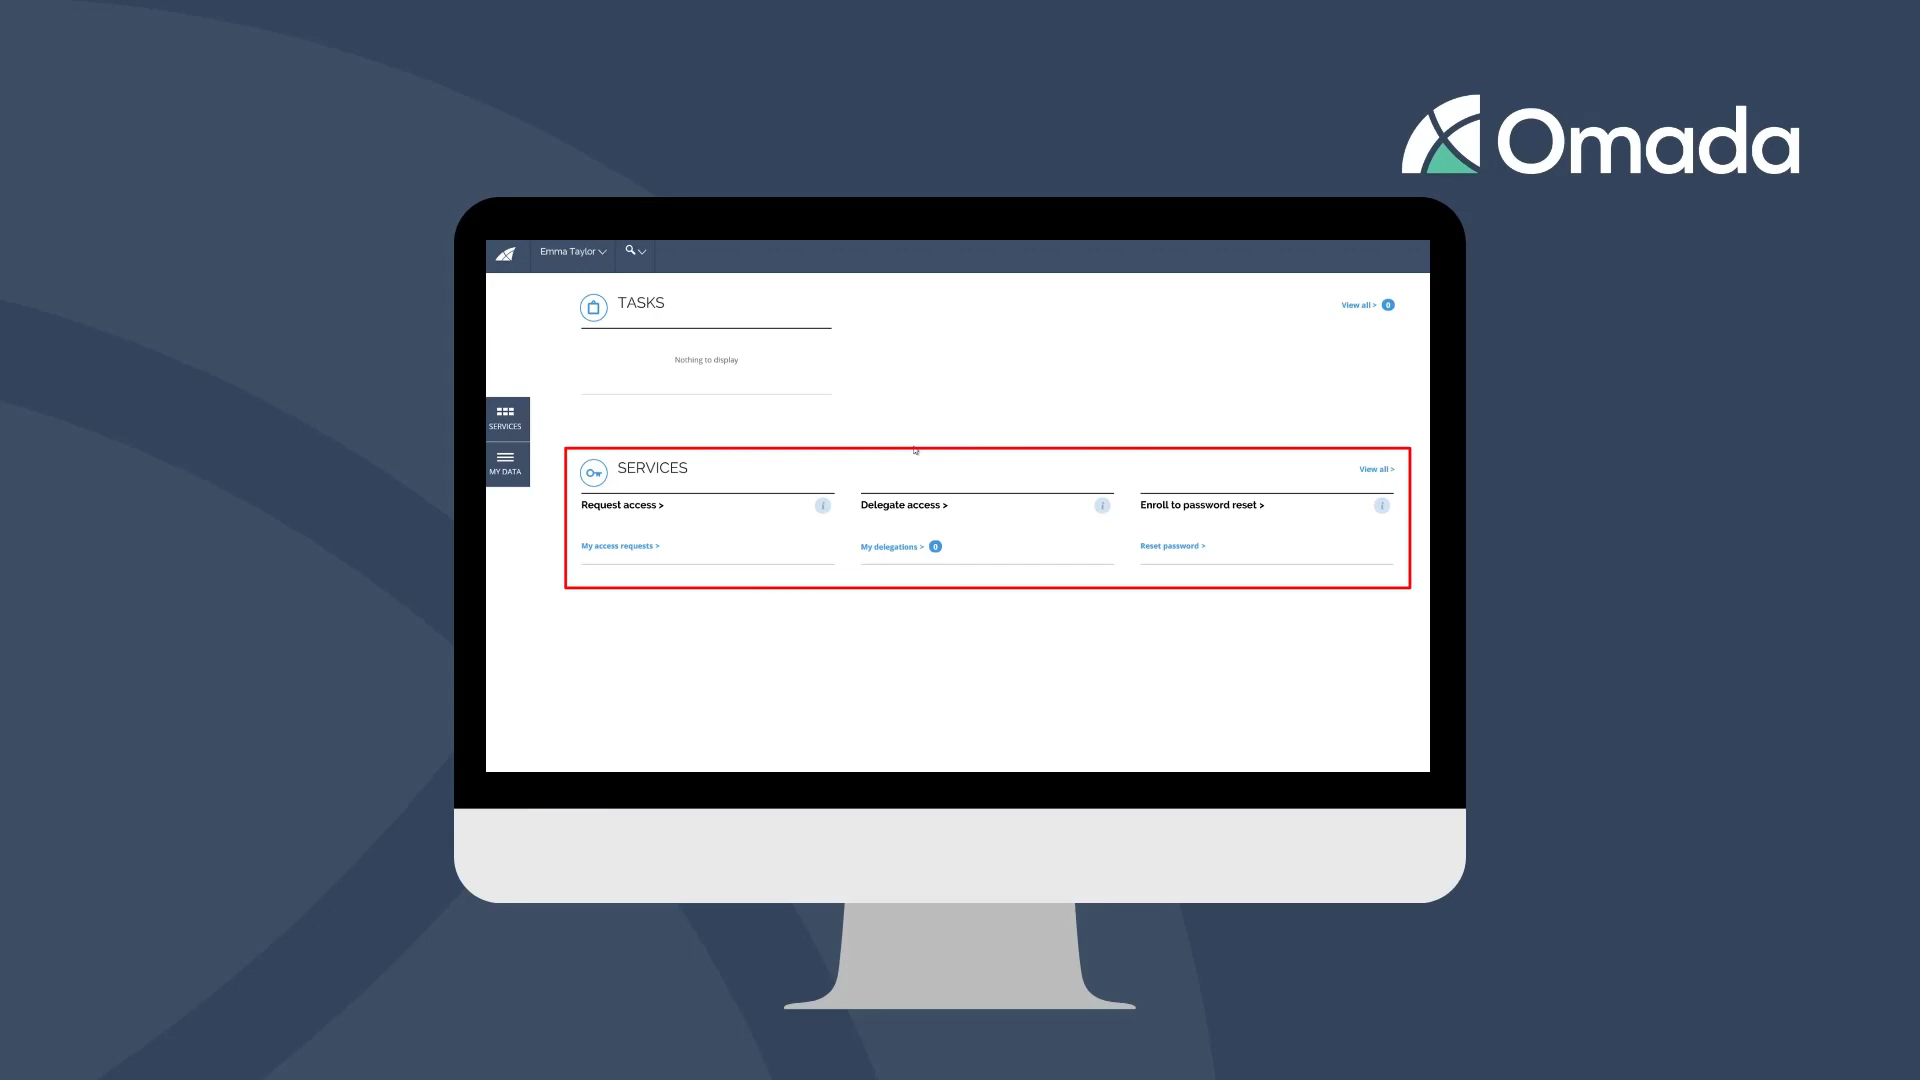 Omada
Emma Taylor
TASKS
View all > 0
Nothing to display
SERVICES
MY DATA
SERVICES
View all >
Request access > i
Delegate access > i
Enroll to password reset > i
My access requests >
My delegations > 0
Reset password >